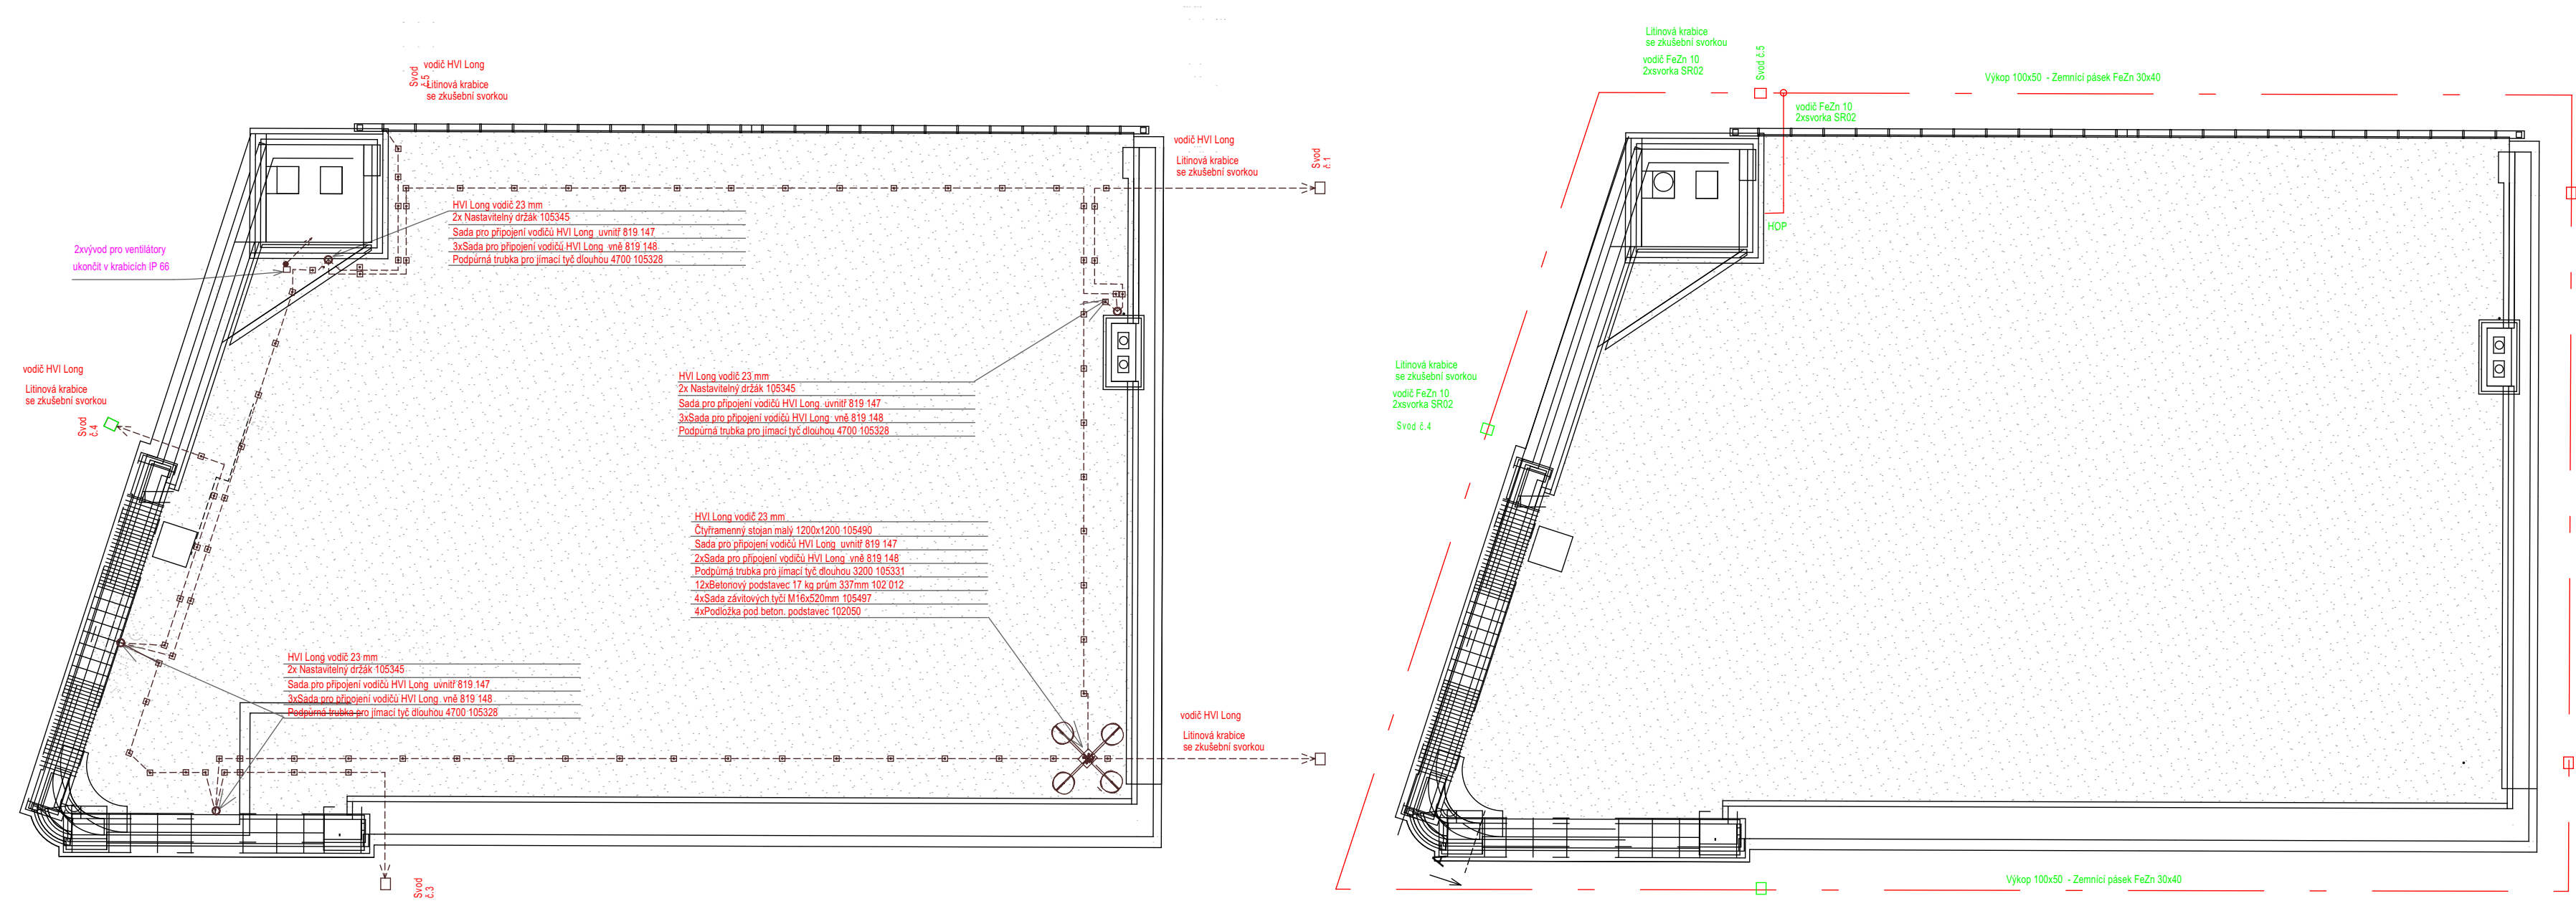 vodič HVI Long
Svod
č.5
Litinová krabice
se zkušební svorkou
vodič HVI Long
Litinová krabice
se zkušební svorkou
Svod
č.1
HVI Long vodič 23 mm
2x Nastavitelný držák 105345
Sada pro připojení vodičů HVI Long uvnitř 819 147
3xSada pro připojení vodičů HVI Long vně 819 148
Podpůrná trubka pro jímací tyč dlouhou 4700 105328
2xvývod pro ventilátory
ukončit v krabicích IP 66
vodič HVI Long
Litinová krabice
se zkušební svorkou
Svod
č.4
HVI Long vodič 23 mm
2x Nastavitelný držák 105345
Sada pro připojení vodičů HVI Long uvnitř 819 147
3xSada pro připojení vodičů HVI Long vně 819 148
Podpůrná trubka pro jímací tyč dlouhou 4700 105328
HVI Long vodič 23 mm
Čtyřramenný stojan malý 1200x1200 105490
Sada pro připojení vodičů HVI Long uvnitř 819 147
2xSada pro připojení vodičů HVI Long vně 819 148
Podpůrná trubka pro jímací tyč dlouhou 3200 105331
12xBetonový podstavec 17 kg prům 337mm 102 012
4xSada závitových tyčí M16x520mm 105497
4xPodložka pod beton. podstavec 102050
HVI Long vodič 23 mm
2x Nastavitelný držák 105345
Sada pro připojení vodičů HVI Long uvnitř 819 147
3xSada pro připojení vodičů HVI Long vně 819 148
Podpůrná trubka pro jímací tyč dlouhou 4700 105328
vodič HVI Long
Litinová krabice
se zkušební svorkou
Svod
č.3
Litinová krabice
se zkušební svorkou
vodič FeZn 10
2xsvorka SR02
Svod č.5
Výkop 100x50 - Zemnící pásek FeZn 30x40
vodič FeZn 10
2xsvorka SR02
HOP
Litinová krabice
se zkušební svorkou
vodič FeZn 10
2xsvorka SR02
Svod č.4
Výkop 100x50 - Zemnící pásek FeZn 30x40